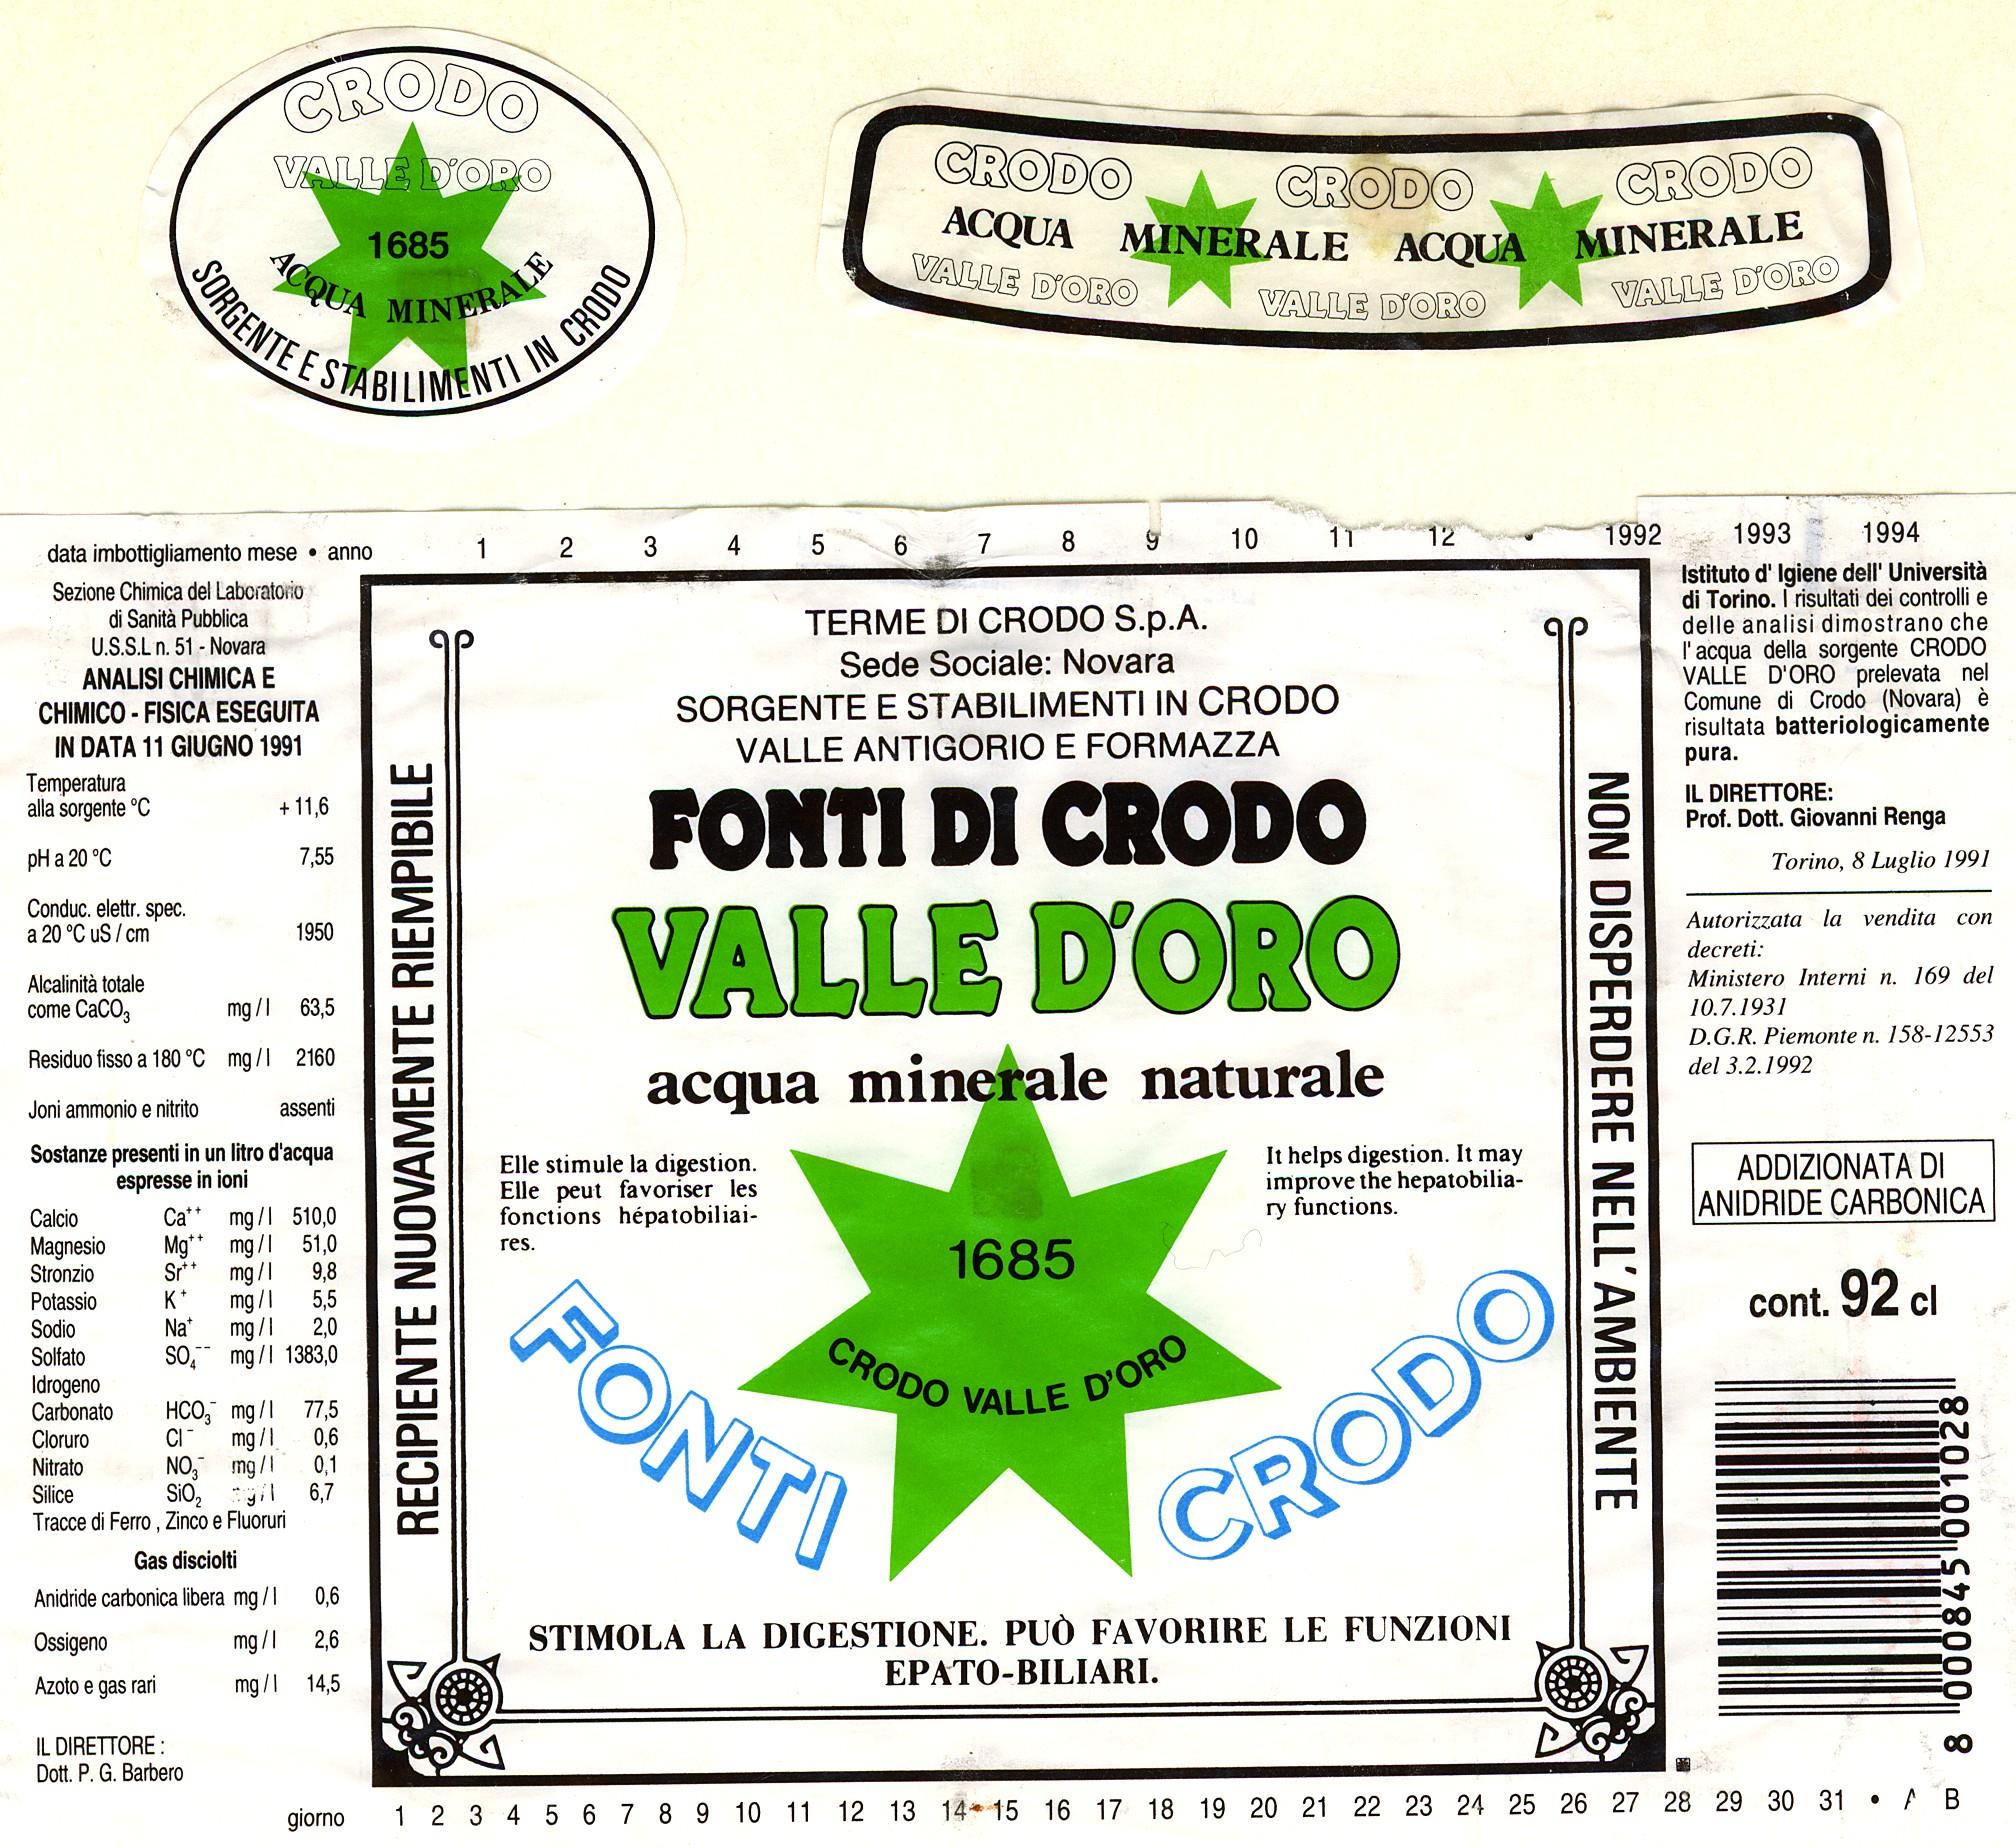 CRODO
VALLE D'ORO
1685
ACQUA MINERALE
SORGENTE E STABILIMENTI IN CRODO
CRODO CRODO CRODO
ACQUA MINERALE ACQUA MINERALE
VALLE D'ORO VALLE D'ORO VALLE D'ORO
data imbottigliamento mese • anno 1 2 3 4 5 6 7 8 9 10 11 12 • 1992 1993 1994
Sezione Chimica del Laboratorio
di Sanità Pubblica
U.S.S.L n. 51 - Novara
ANALISI CHIMICA E
CHIMICO - FISICA ESEGUITA
IN DATA 11 GIUGNO 1991
Temperatura
alla sorgente °C + 11,6
pH a 20 °C 7,55
Conduc. elettr. spec.
a 20 °C uS / cm 1950
Alcalinità totale
come CaCO3 mg / l 63,5
Residuo fisso a 180 °C mg / l 2160
Joni ammonio e nitrito assenti
Sostanze presenti in un litro d'acqua
espresse in ioni
Calcio Ca++ mg / l 510,0
Magnesio Mg++ mg / l 51,0
Stronzio Sr++ mg / l 9,8
Potassio K+ mg / l 5,5
Sodio Na+ mg / l 2,0
Solfato SO4-- mg / l 1383,0
Idrogeno
Carbonato HCO3- mg / l 77,5
Cloruro Cl- mg / l 0,6
Nitrato NO3- mg / l 0,1
Silice SiO2 mg / l 6,7
Tracce di Ferro , Zinco e Fluoruri
Gas disciolti
Anidride carbonica libera mg / l 0,6
Ossigeno mg / l 2,6
Azoto e gas rari mg / l 14,5
IL DIRETTORE :
Dott. P. G. Barbero
RECIPIENTE NUOVAMENTE RIEMPIBILE
TERME DI CRODO S.p.A.
Sede Sociale: Novara
SORGENTE E STABILIMENTI IN CRODO
VALLE ANTIGORIO E FORMAZZA
FONTI DI CRODO
VALLE D'ORO
acqua minerale naturale
Elle stimule la digestion.
Elle peut favoriser les
fonctions hépatobiliai-
res.
It helps digestion. It may
improve the hepatobilia-
ry functions.
1685
CRODO VALLE D'ORO
FONTI CRODO
STIMOLA LA DIGESTIONE. PUÒ FAVORIRE LE FUNZIONI
EPATO-BILIARI.
NON DISPERDERE NELL'AMBIENTE
Istituto d' Igiene dell' Università
di Torino. I risultati dei controlli e
delle analisi dimostrano che
l' acqua della sorgente CRODO
VALLE D'ORO prelevata nel
Comune di Crodo (Novara) è
risultata batteriologicamente
pura.
IL DIRETTORE:
Prof. Dott. Giovanni Renga
Torino, 8 Luglio 1991
Autorizzata la vendita con
decreti:
Ministero Interni n. 169 del
10.7.1931
D.G.R. Piemonte n. 158-12553
del 3.2.1992
ADDIZIONATA DI
ANIDRIDE CARBONICA
cont. 92 cl
8 000845 001028
giorno 1 2 3 4 5 6 7 8 9 10 11 12 13 14 15 16 17 18 19 20 21 22 23 24 25 26 27 28 29 30 31 • A B